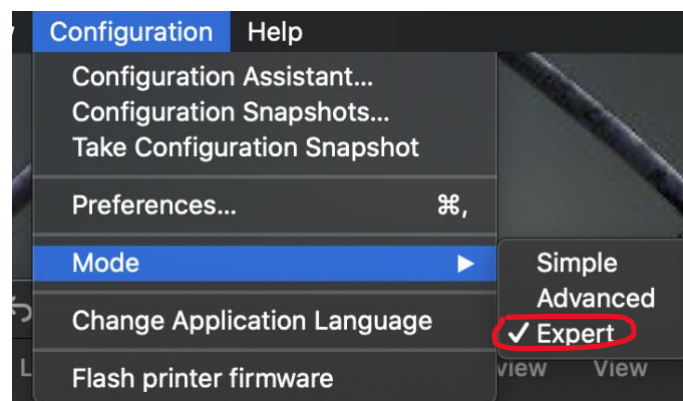 Configuration Help
Configuration Assistant...
Configuration Snapshots...
Take Configuration Snapshot
Preferences... ⌘,
Mode ▶
Simple
Advanced
✓ Expert
Change Application Language
Flash printer firmware
view View